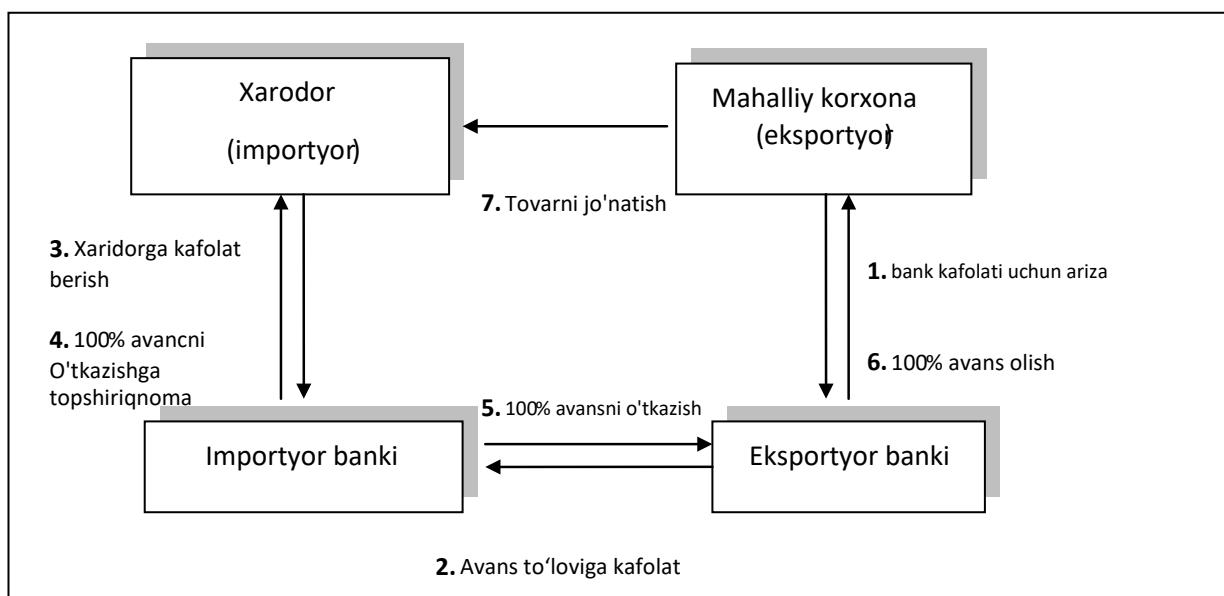 Xarodor
(importyor)
Mahalliy korxona
(eksportyor)
7. Tovarni jo'natish
3. Xaridorga kafolat
berish
1. bank kafolati uchun ariza
4. 100% avancni
O'tkazishga
topshiriqnoma
6. 100% avans olish
5. 100% avansni o'tkazish
Importyor banki
Eksportyor banki
2. Avans to‘loviga kafolat